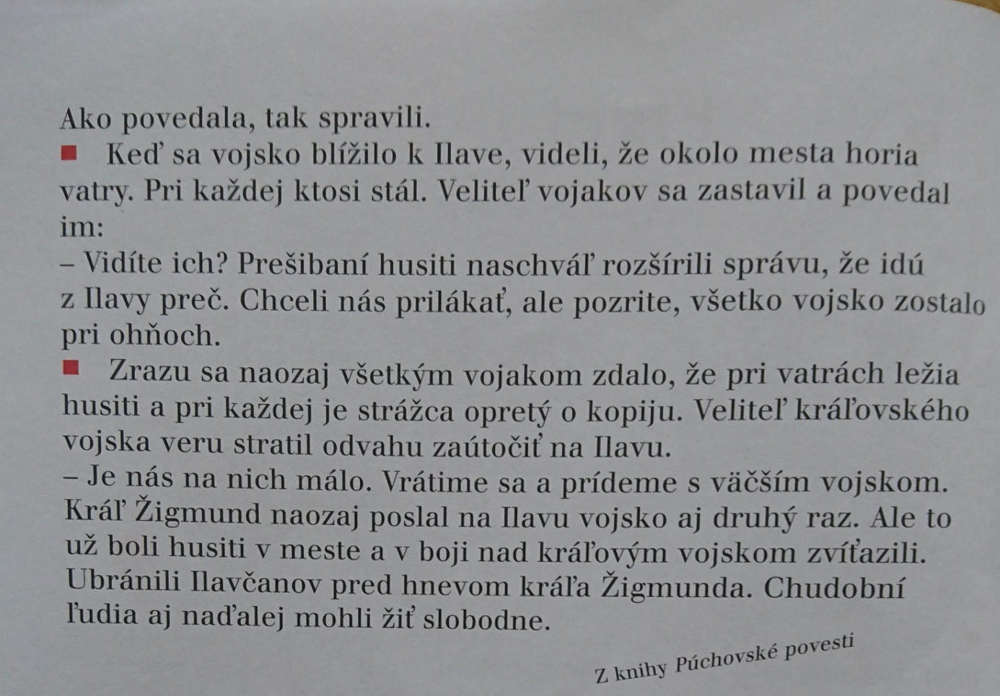 Ako povedala, tak spravili.
■ Keď sa vojsko blížilo k Ilave, videli, že okolo mesta horia
vatry. Pri každej ktosi stál. Veliteľ vojakov sa zastavil a povedal
im:
– Vidíte ich? Prešibaní husiti naschváľ rozšírili správu, že idú
z Ilavy preč. Chceli nás prilákať, ale pozrite, všetko vojsko zostalo
pri ohňoch.
■ Zrazu sa naozaj všetkým vojakom zdalo, že pri vatrách ležia
husiti a pri každej je strážca opretý o kopiju. Veliteľ kráľovského
vojska veru stratil odvahu zaútočiť na Ilavu.
– Je nás na nich málo. Vrátime sa a prídeme s väčším vojskom.
Kráľ Žigmund naozaj poslal na Ilavu vojsko aj druhý raz. Ale to
už boli husiti v meste a v boji nad kráľovým vojskom zvíťazili.
Ubránili Ilavčanov pred hnevom kráľa Žigmunda. Chudobní
ľudia aj naďalej mohli žiť slobodne.
Z knihy Púchovské povesti